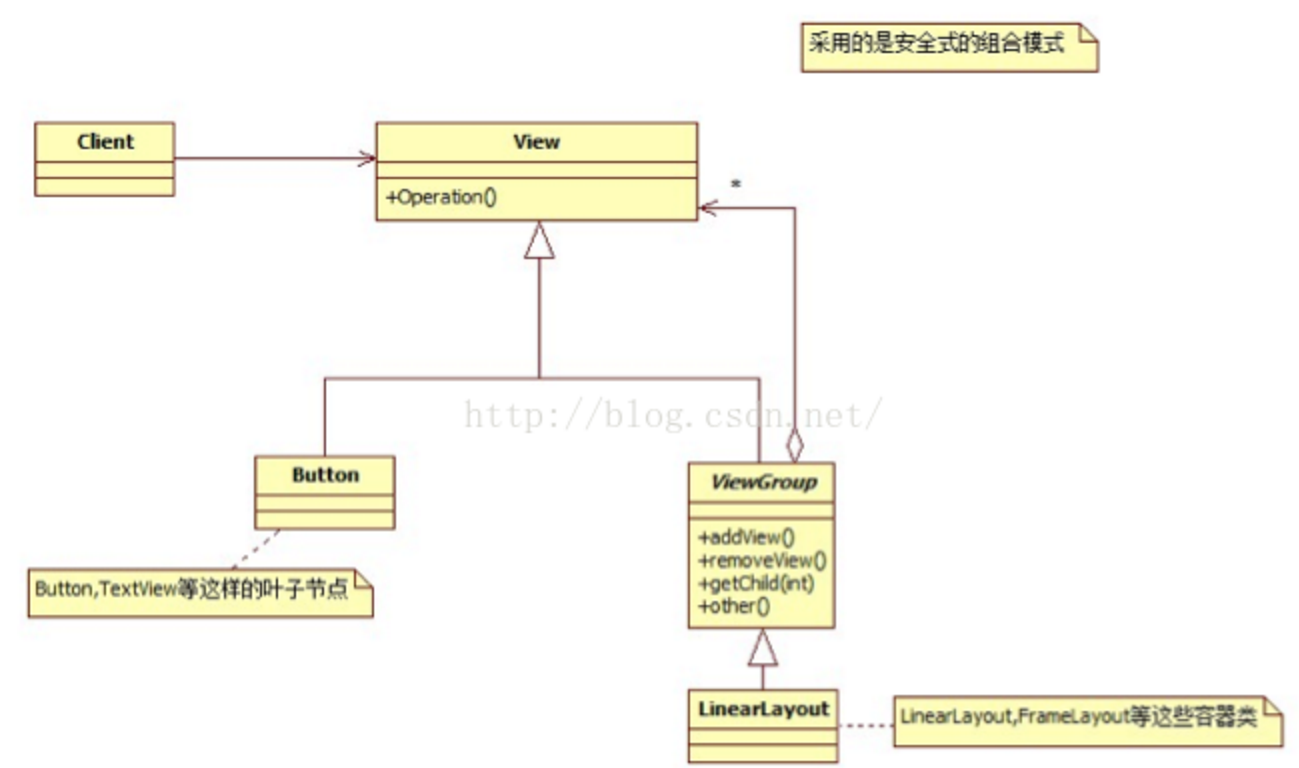 采用的是安全式的组合模式
Client
View
+Operation()
*
http://blog.csdn.net/
Button
ViewGroup
+addView()
+removeView()
+getChild(int)
+other()
Button,TextView等这样的叶子节点
LinearLayout
LinearLayout,FrameLayout等这些容器类